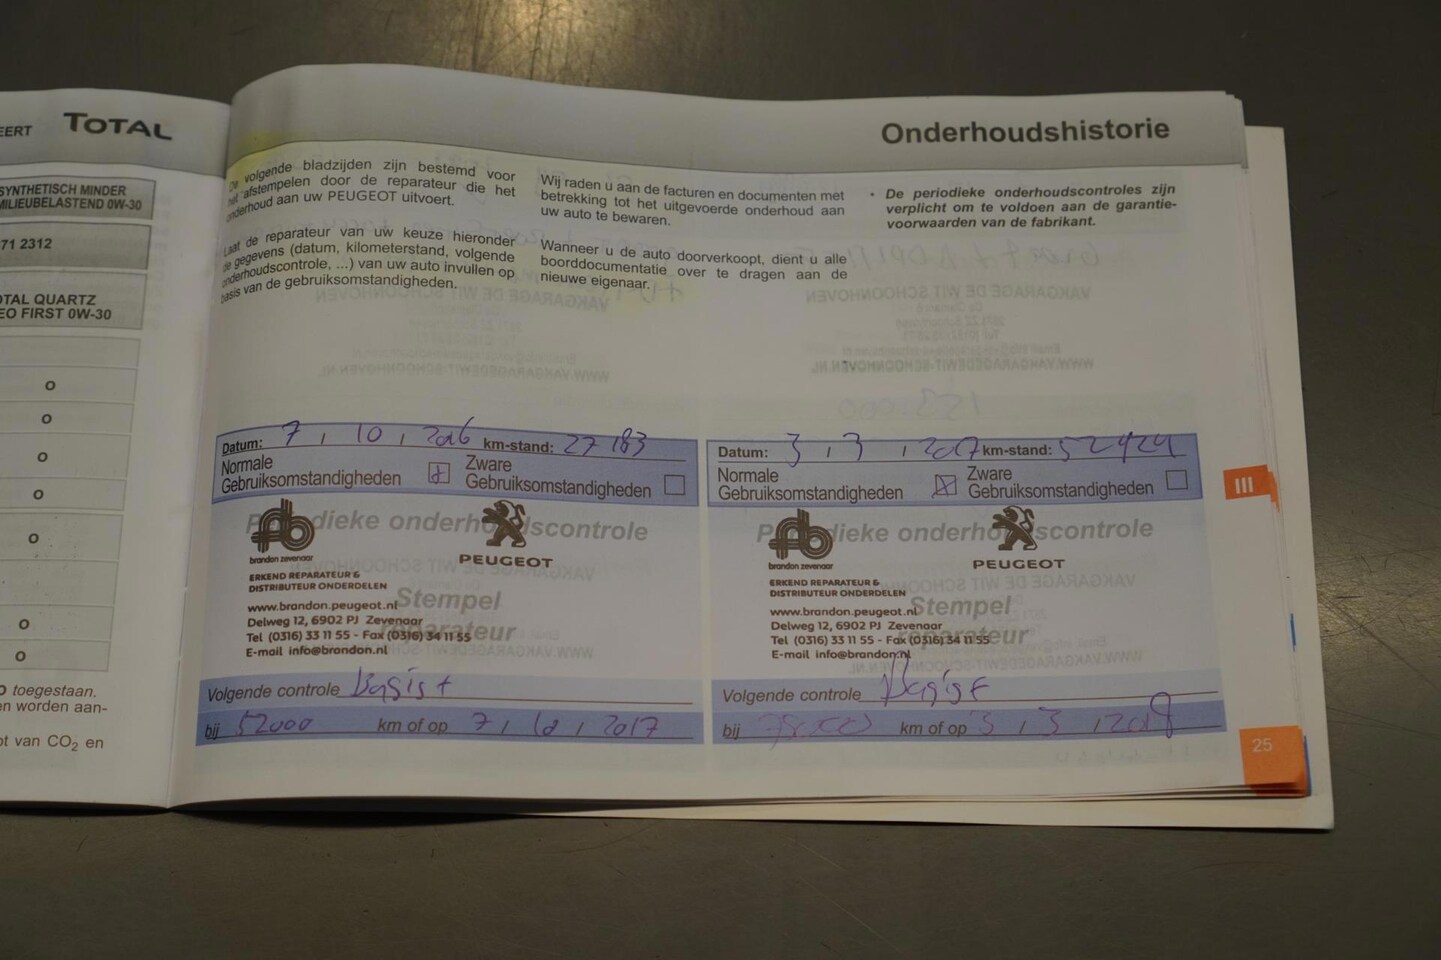 EERT TOTAL
SYNTHETISCH MINDER
MILIEUBELASTEND 0W-30
71 2312
OTAL QUARTZ
EO FIRST 0W-30
O
O
O
O
O
O
O
O toegestaan.
en worden aan-
ot van CO2 en
Onderhoudshistorie
De volgende bladzijden zijn bestemd voor
het afstempelen door de reparateur die het
onderhoud aan uw PEUGEOT uitvoert.
Laat de reparateur van uw keuze hieronder
de gegevens (datum, kilometerstand, volgende
onderhoudscontrole, ...) van uw auto invullen op
basis van de gebruiksomstandigheden.
Wij raden u aan de facturen en documenten met
betrekking tot het uitgevoerde onderhoud aan
uw auto te bewaren.
Wanneer u de auto doorverkoopt, dient u alle
boorddocumentatie over te dragen aan de
nieuwe eigenaar.
• De periodieke onderhoudscontroles zijn
verplicht om te voldoen aan de garantie-
voorwaarden van de fabrikant.
Datum: 7 / 10 / 2016 km-stand: 27183
Normale
Gebruiksomstandigheden
Zware
Gebruiksomstandigheden
Periodieke onderhoudscontrole
brandon zevenaar
PEUGEOT
ERKEND REPARATEUR &
DISTRIBUTEUR ONDERDELEN
www.brandon.peugeot.nl
Stempel
Delweg 12, 6902 PJ Zevenaar
Tel (0316) 33 11 55 - Fax (0316) 34 11 55
reparateur
E-mail info@brandon.nl
Volgende controle Basis +
bij 52000 km of op 7 / 10 / 2017
Datum: 3 / 3 / 2017 km-stand: 52424
Normale
Gebruiksomstandigheden
Zware
Gebruiksomstandigheden
Periodieke onderhoudscontrole
brandon zevenaar
PEUGEOT
ERKEND REPARATEUR &
DISTRIBUTEUR ONDERDELEN
www.brandon.peugeot.nl
Stempel
Delweg 12, 6902 PJ Zevenaar
Tel (0316) 33 11 55 - Fax (0316) 34 11 55
reparateur
E-mail info@brandon.nl
Volgende controle Basis +
bij 78000 km of op 3 / 3 / 2018
III
25